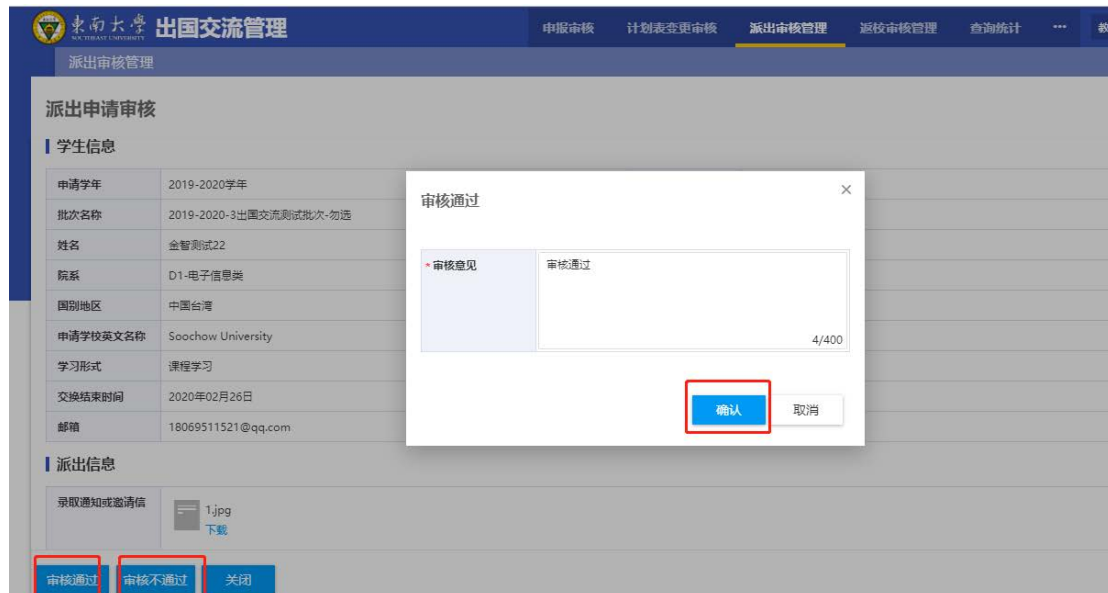 東南大學 出国交流管理 申报审核 计划表变更审核 派出审核管理 返校审核管理 查询统计 ··· 教
SOUTHEAST UNIVERSITY
派出审核管理
派出申请审核
学生信息
申请学年 2019-2020学年
批次名称 2019-2020-3出国交流测试批次-勿选
姓名 金智测试22
院系 D1-电子信息类
国别地区 中国台湾
申请学校英文名称 Soochow University
学习形式 课程学习
交换结束时间 2020年02月26日
邮箱 18069511521@qq.com
审核通过 ×
*审核意见 审核通过
4/400
确认 取消
派出信息
录取通知或邀请信 1.jpg
下载
审核通过 审核不通过 关闭